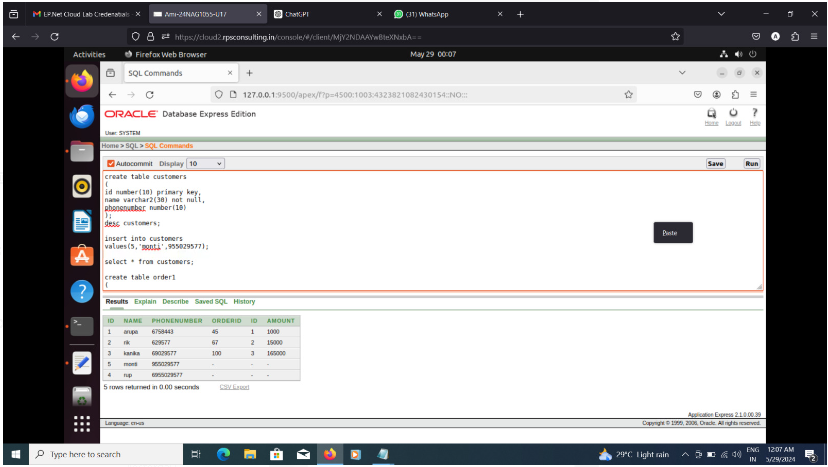 EP.Net Cloud Lab Credenatials
Ami-24NAG1055-U17
ChatGPT
(31) WhatsApp
https://cloud2.rpsconsulting.in/console/#/client/MjY2NDAAYwBteXNxbA==
Activities
Firefox Web Browser
May 29 00:07
SQL Commands
127.0.0.1:9500/apex/f?p=4500:1003:4323821082430154::NO:::
ORACLE Database Express Edition
Home Logout Help
User: SYSTEM
Home > SQL > SQL Commands
Autocommit Display 10
Save Run
create table customers
(
id number(10) primary key,
name varchar2(30) not null,
phonenumber number(10)
);
desc customers;
insert into customers
values(5,'monti',955029577);
select * from customers;
create table order1
(
Paste
Results Explain Describe Saved SQL History
ID NAME PHONENUMBER ORDERID ID AMOUNT
1 arupa 6758443 45 1 1000
2 rik 629577 67 2 15000
3 kanika 69029577 100 3 165000
5 monti 955029577 - - -
4 rup 6955029577 - - -
5 rows returned in 0.00 seconds CSV Export
Application Express 2.1.0.00.39
Language: en-us Copyright © 1999, 2006, Oracle. All rights reserved.
Type here to search
29°C Light rain
ENG
IN
12:07 AM
5/29/2024
2